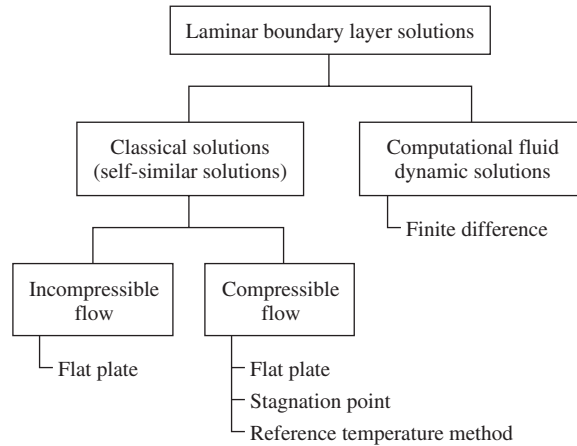 Laminar boundary layer solutions
Classical solutions
(self-similar solutions)
Computational fluid
dynamic solutions
Finite difference
Incompressible
flow
Compressible
flow
Flat plate
Flat plate
Stagnation point
Reference temperature method